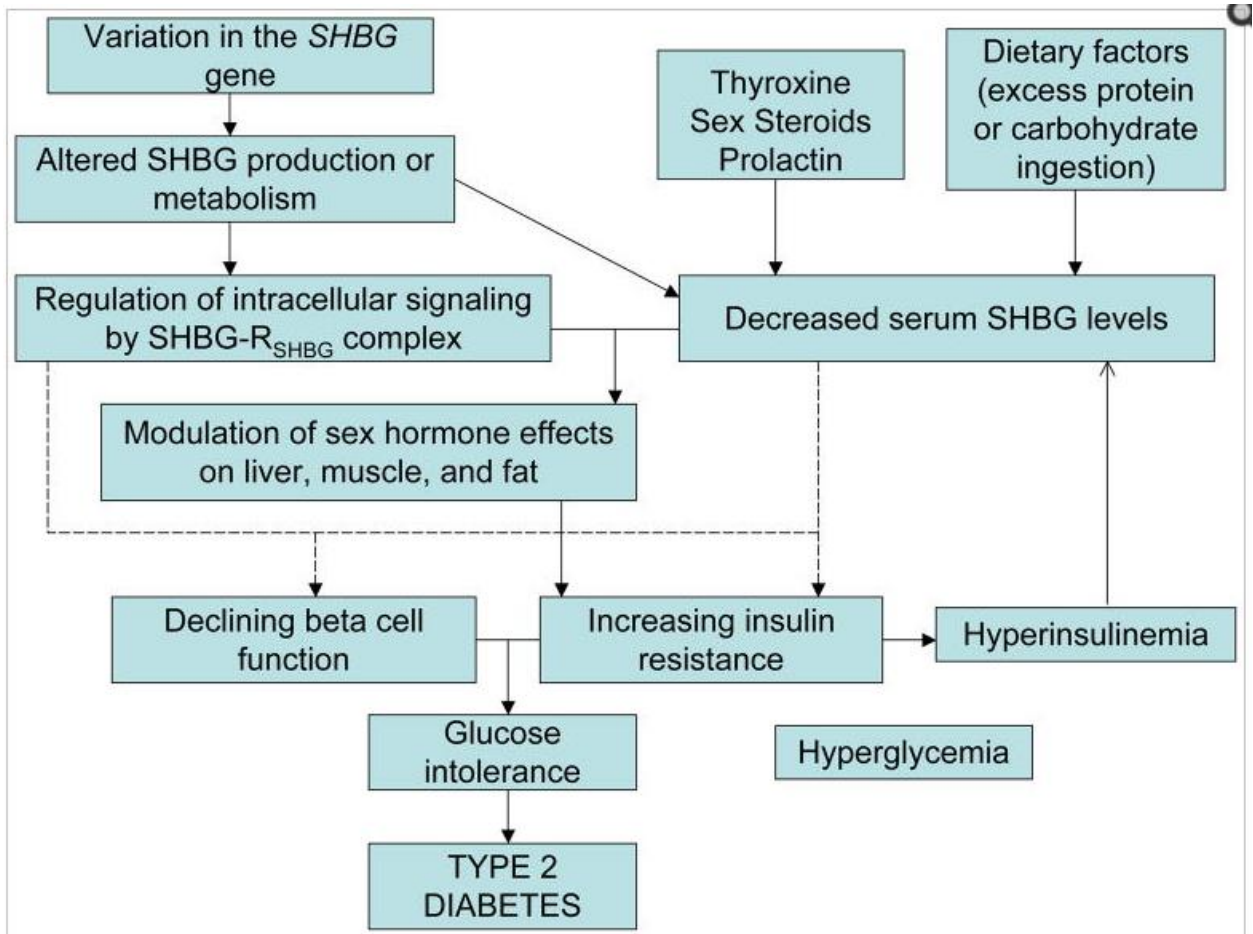 Variation in the SHBG
gene
Thyroxine
Sex Steroids
Prolactin
Dietary factors
(excess protein
or carbohydrate
ingestion)
Altered SHBG production or
metabolism
Regulation of intracellular signaling
by SHBG-RSHBG complex
Decreased serum SHBG levels
Modulation of sex hormone effects
on liver, muscle, and fat
Declining beta cell
function
Increasing insulin
resistance
Hyperinsulinemia
Glucose
intolerance
Hyperglycemia
TYPE 2
DIABETES